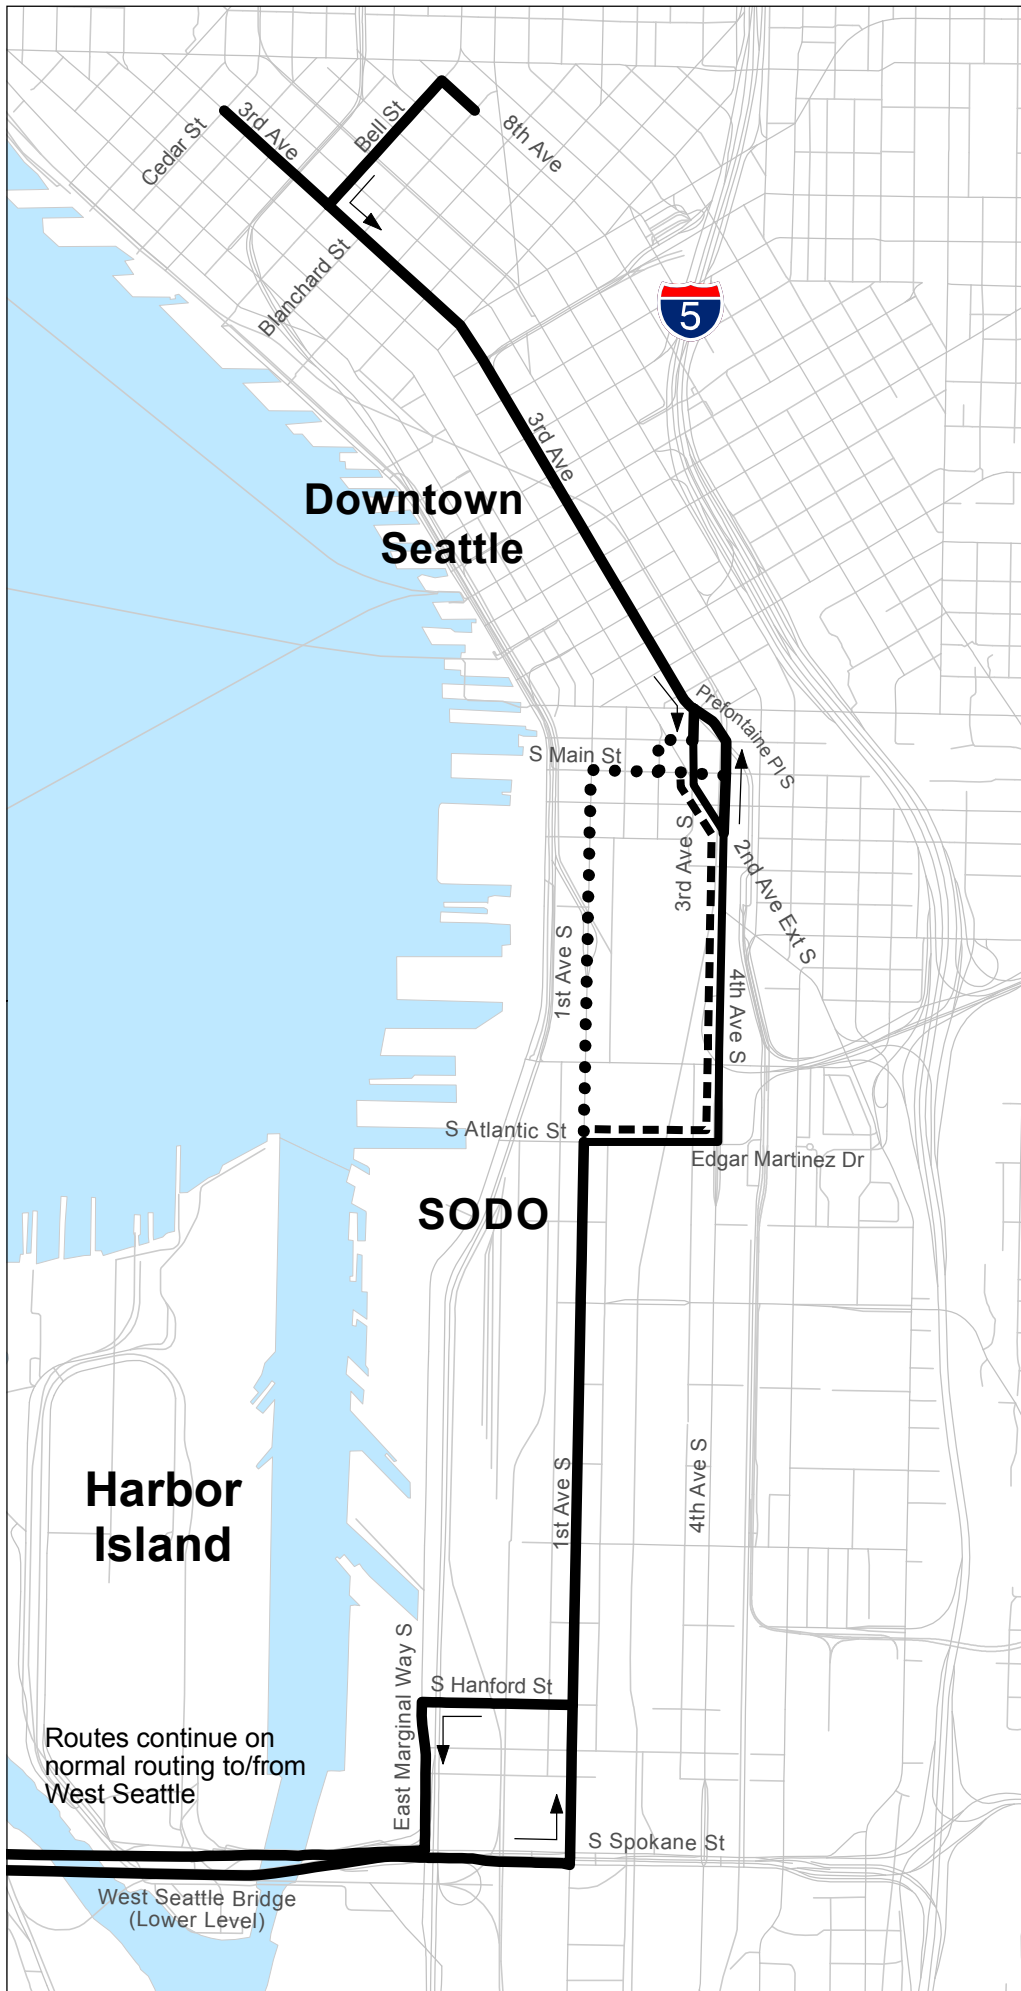 3rd Ave
Bell St
Cedar St
8th Ave
Blanchard St
5
3rd Ave
Downtown
Seattle
Prefontaine Pl S
S Main St
3rd Ave S
2nd Ave Ext S
1st Ave S
4th Ave S
S Atlantic St
Edgar Martinez Dr
SODO
1st Ave S
4th Ave S
Harbor
Island
East Marginal Way S
S Hanford St
Routes continue on
normal routing to/from
West Seattle
S Spokane St
West Seattle Bridge
(Lower Level)